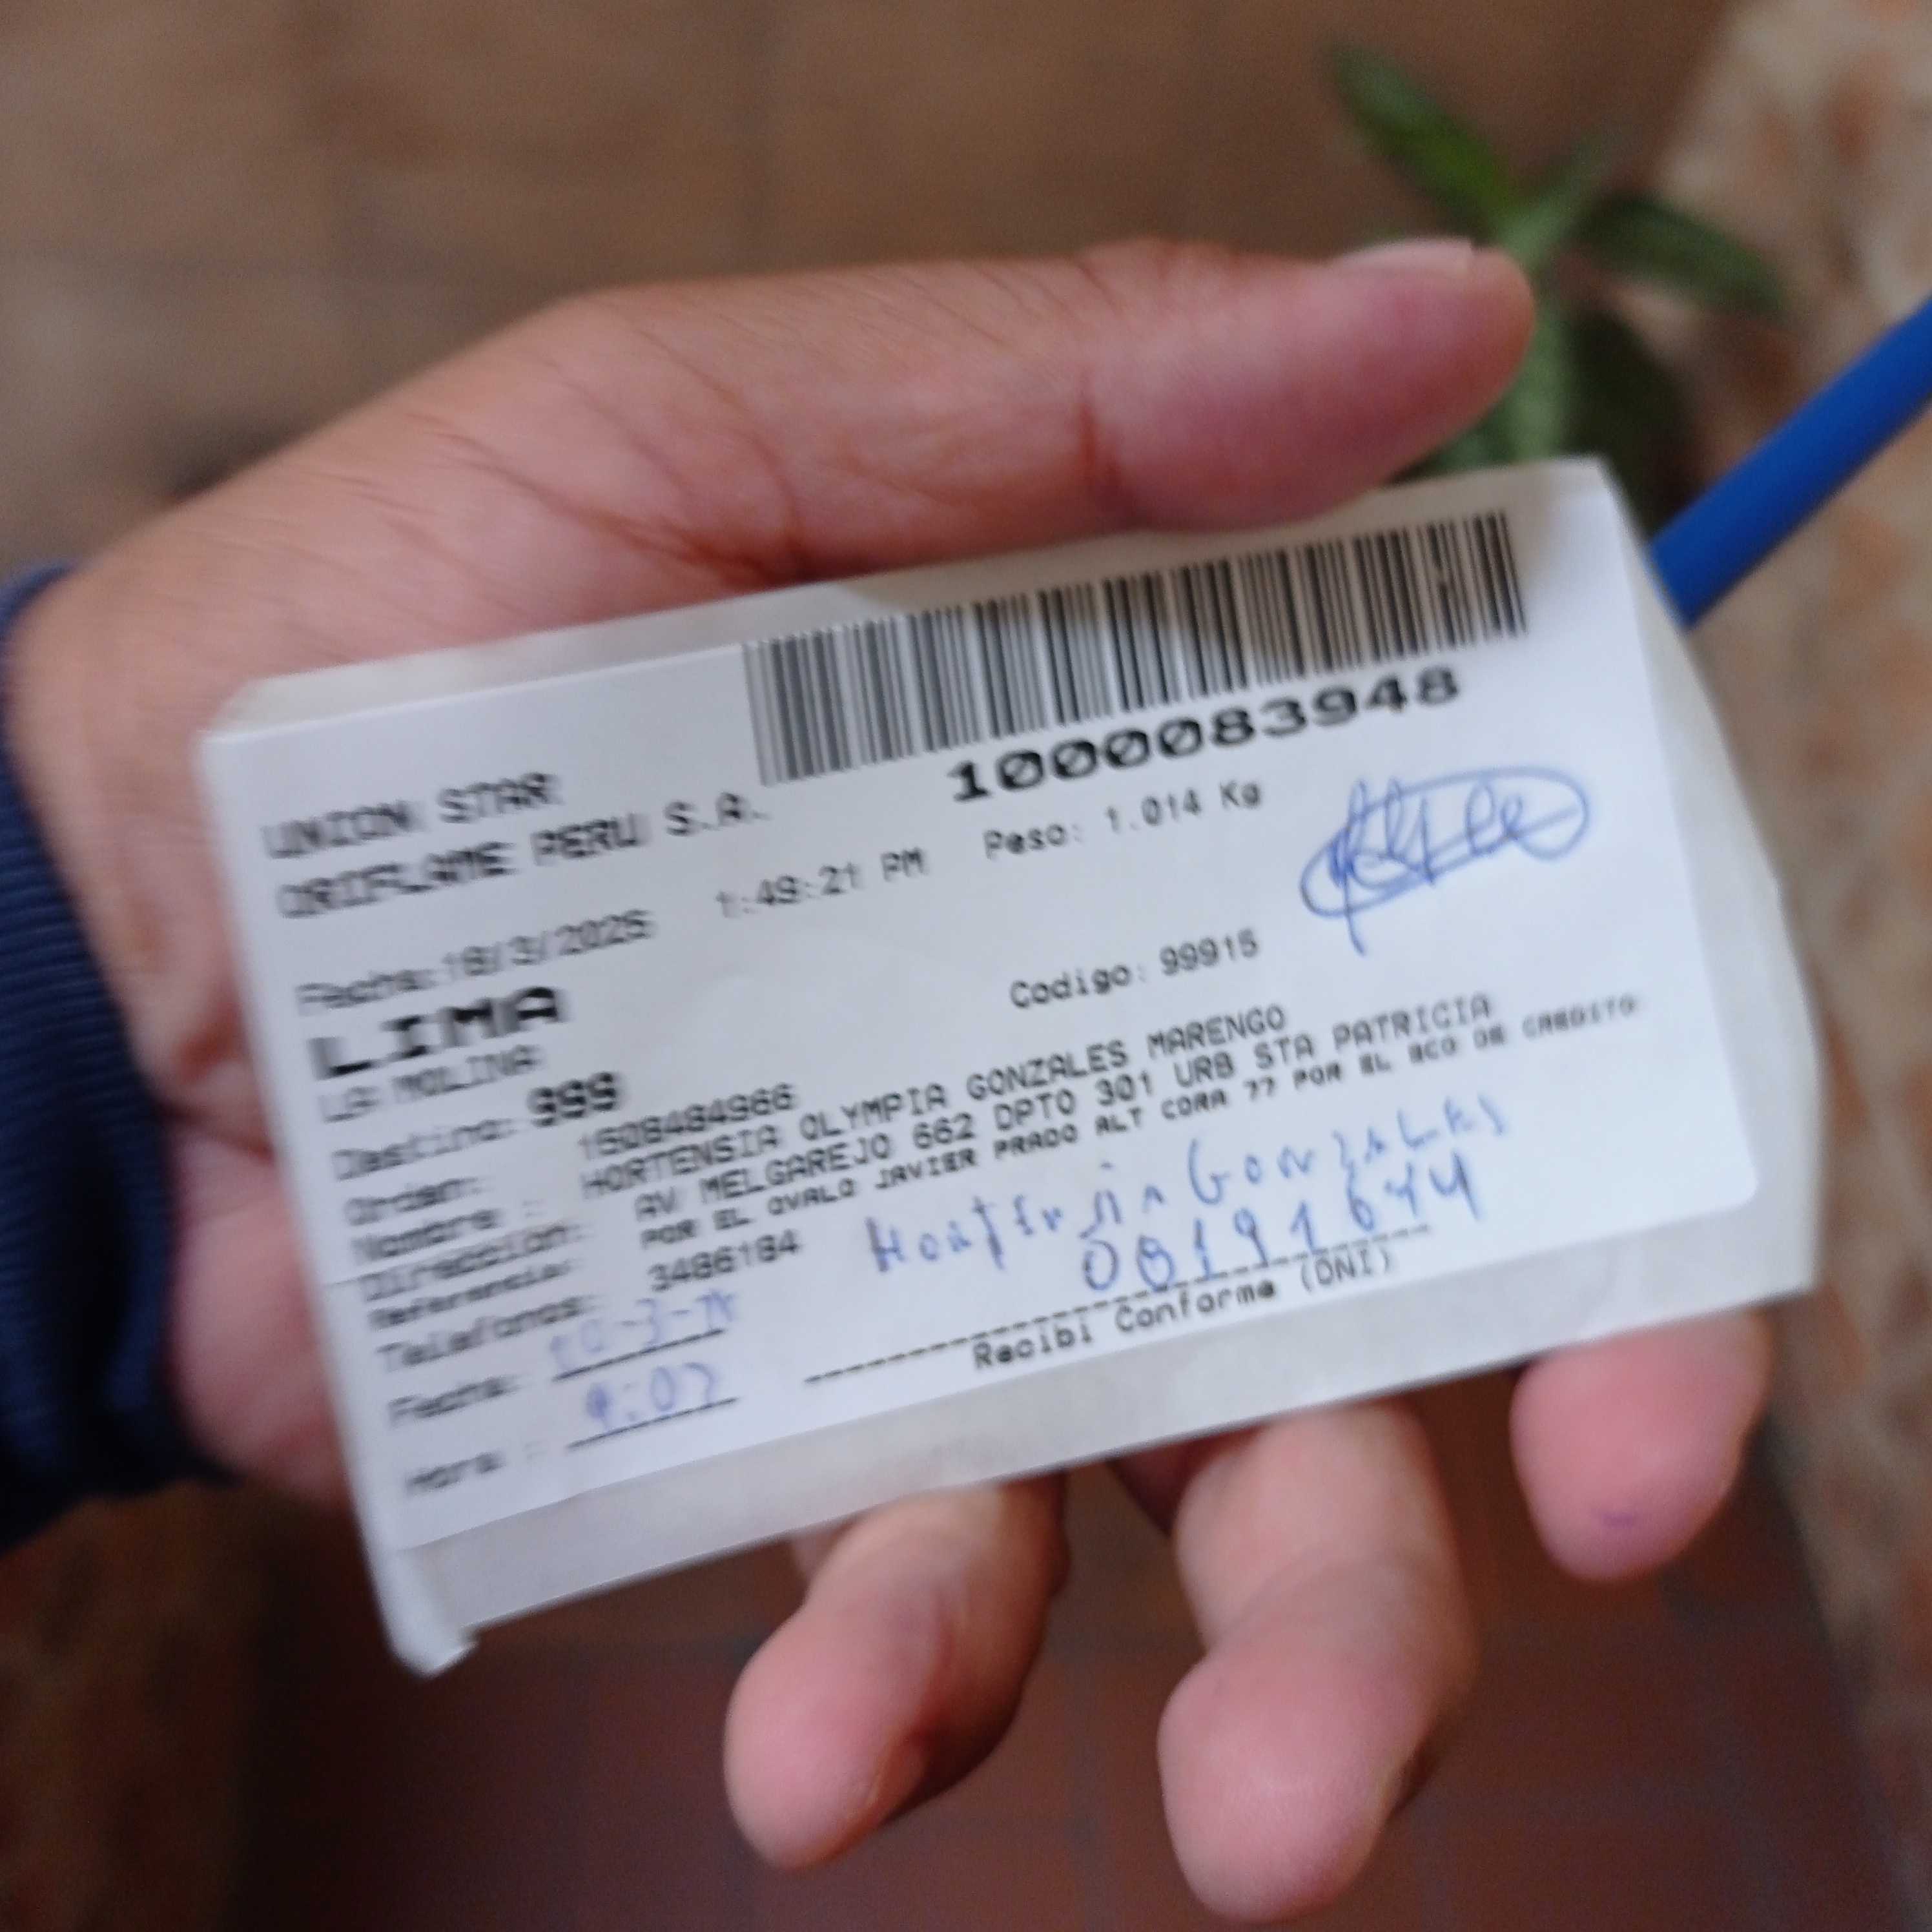 1000083948
UNION STAR
ORIFLAME PERU S.A.
Fecha: 18/3/2025 1:49:21 PM Peso: 1.014 Kg
LIMA
LA MOLINA
Destino: 999 Codigo: 99915
Orden: 1508484966
Nombre : HORTENSIA OLYMPIA GONZALES MARENGO
Direccion: AV MELGAREJO 662 DPTO 301 URB STA PATRICIA
Referencia: POR EL OVALO JAVIER PRADO ALT CDRA 77 POR EL BCO DE CREDITO
Telefonos: 3486184
Hortensia Gonzales
Fecha:
Hora :
Recibi Conforme (DNI)